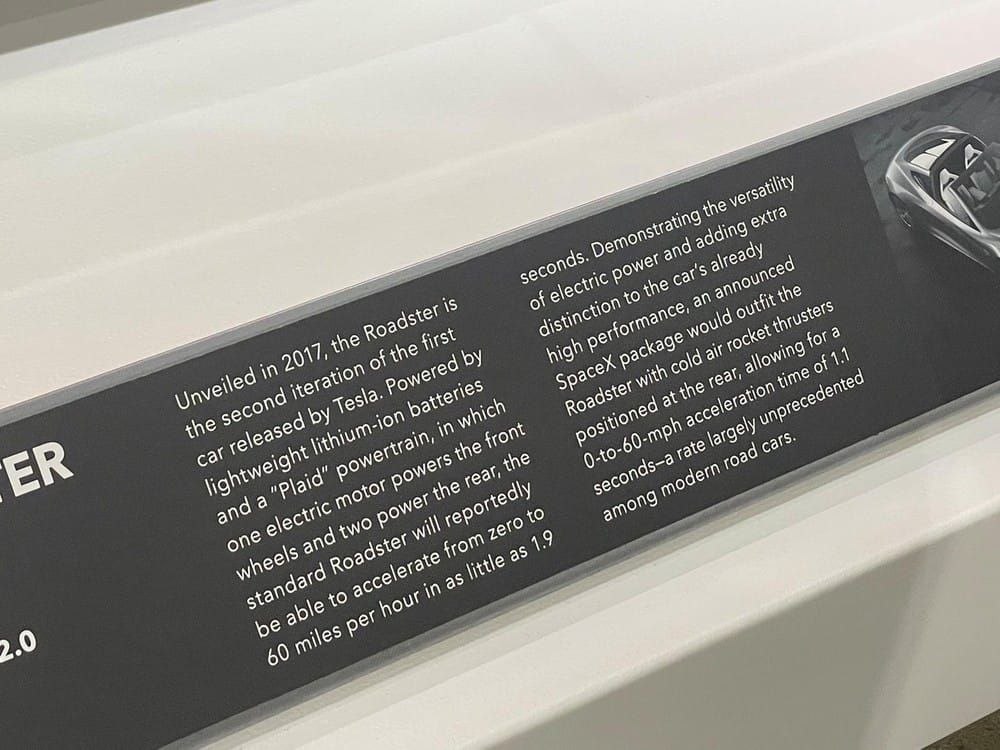 TER
2.0
Unveiled in 2017, the Roadster is
the second iteration of the first
car released by Tesla. Powered by
lightweight lithium-ion batteries
and a "Plaid" powertrain, in which
one electric motor powers the front
wheels and two power the rear, the
standard Roadster will reportedly
be able to accelerate from zero to
60 miles per hour in as little as 1.9
seconds. Demonstrating the versatility
of electric power and adding extra
distinction to the car's already
high performance, an announced
SpaceX package would outfit the
Roadster with cold air rocket thrusters
positioned at the rear, allowing for a
0-to-60-mph acceleration time of 1.1
seconds—a rate largely unprecedented
among modern road cars.